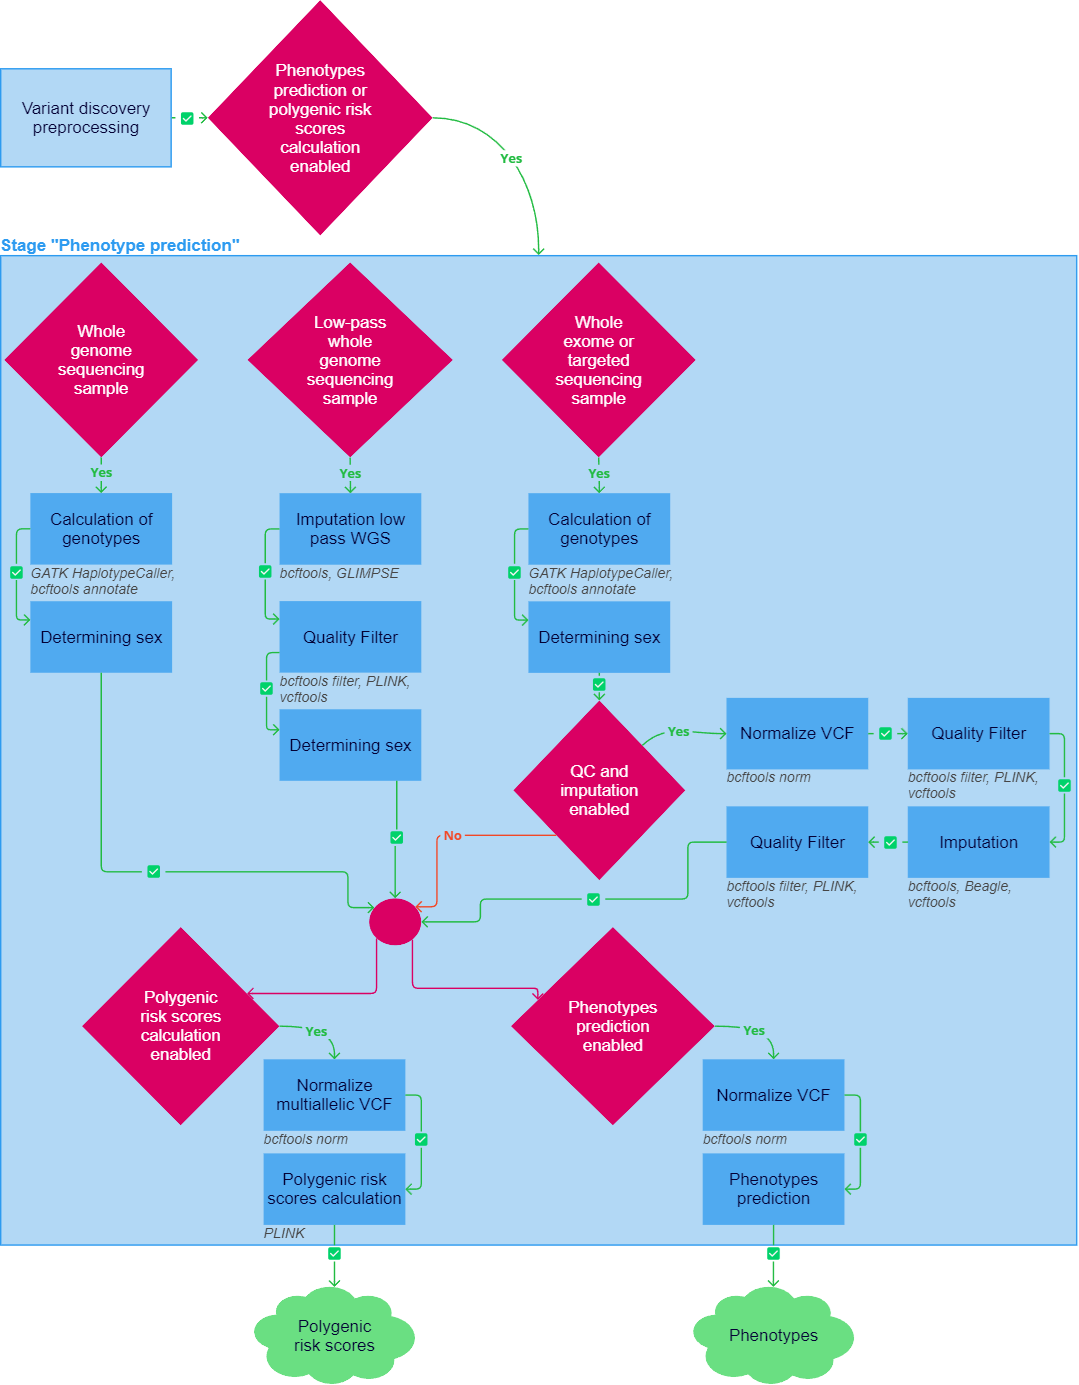 Phenotypes
prediction or
polygenic risk
scores
calculation
enabled
Variant discovery
preprocessing
Yes
Stage "Phenotype prediction"
Whole
genome
sequencing
sample
Low-pass
whole
genome
sequencing
sample
Whole
exome or
targeted
sequencing
sample
Yes
Yes
Yes
Calculation of
genotypes
GATK HaplotypeCaller,
bcftools annotate
Determining sex
Imputation low
pass WGS
bcftools, GLIMPSE
Quality Filter
bcftools filter, PLINK,
vcftools
Determining sex
Calculation of
genotypes
GATK HaplotypeCaller,
bcftools annotate
Determining sex
QC and
imputation
enabled
Yes
No
Normalize VCF
bcftools norm
Quality Filter
bcftools filter, PLINK,
vcftools
Imputation
bcftools, Beagle,
vcftools
Quality Filter
bcftools filter, PLINK,
vcftools
Polygenic
risk scores
calculation
enabled
Yes
Normalize
multiallelic VCF
bcftools norm
Polygenic risk
scores calculation
PLINK
Phenotypes
prediction
enabled
Yes
Normalize VCF
bcftools norm
Phenotypes
prediction
Polygenic
risk scores
Phenotypes